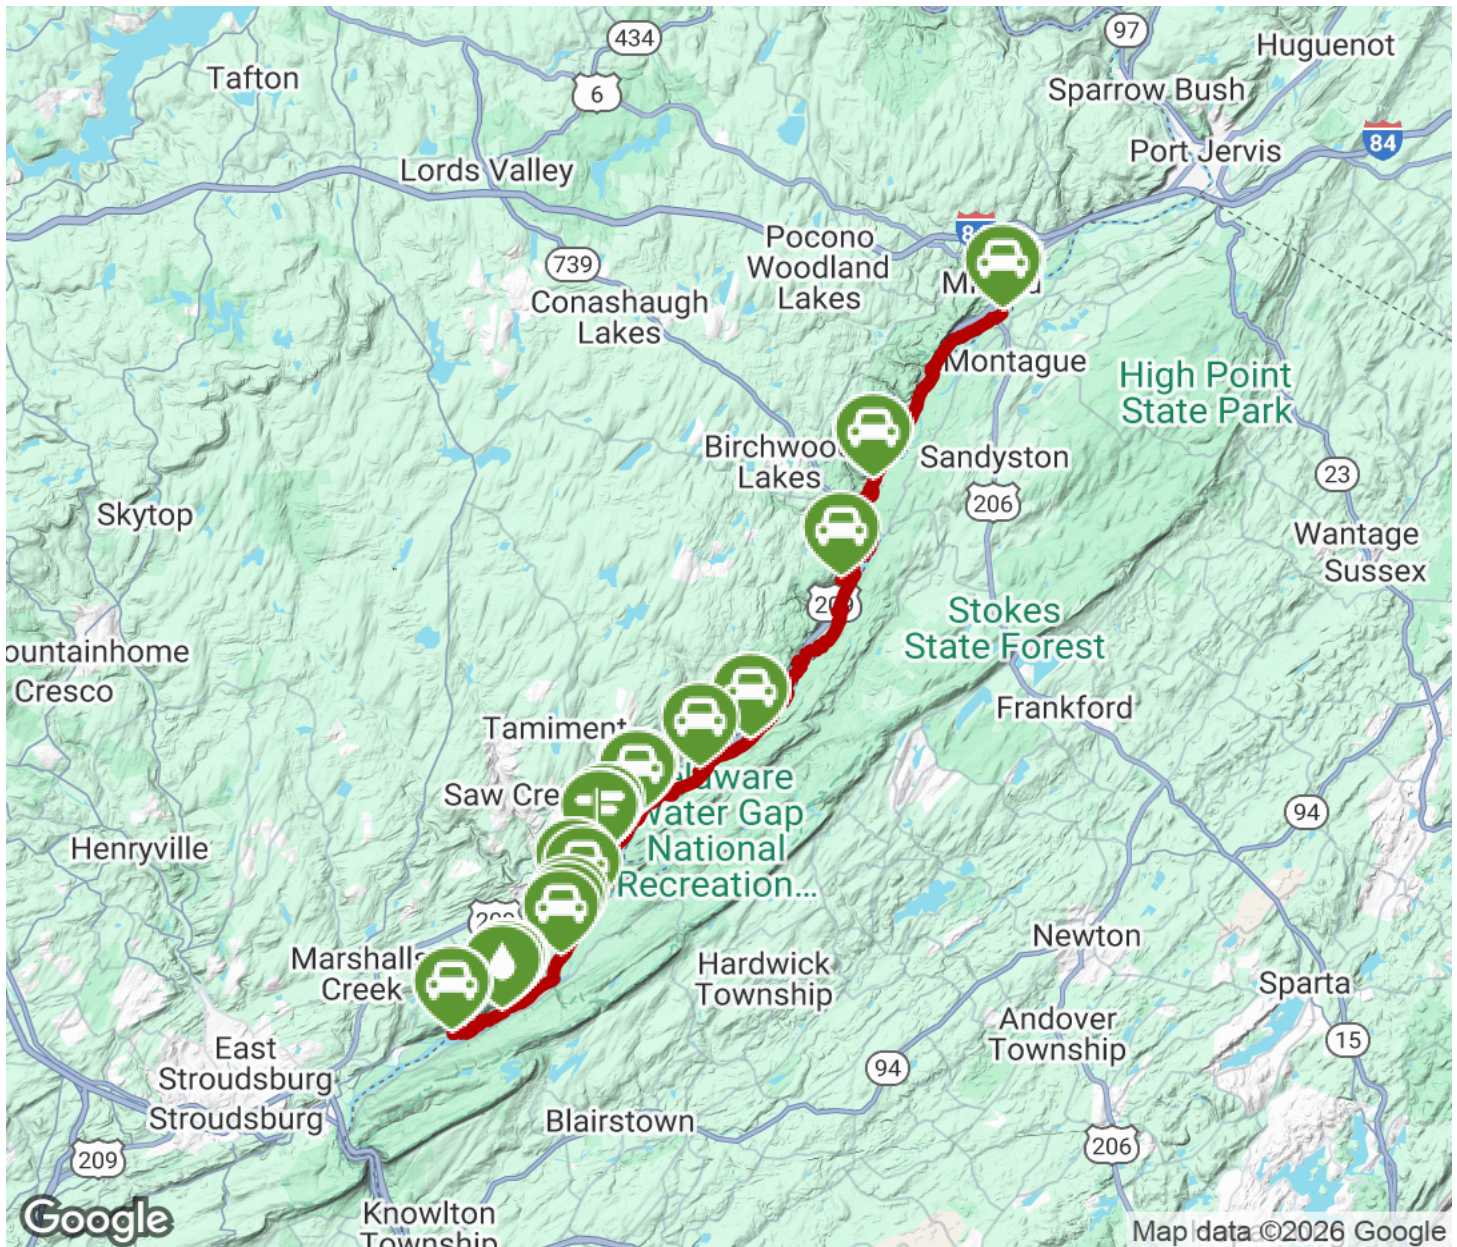 434
97
Huguenot
Tafton
6
Sparrow Bush
84
Port Jervis
Lords Valley
Pocono
Woodland
Lakes
739
Conashaugh
Lakes
Montague
High Point
State Park
Birchwoo
Lakes
Sandyston
23
206
Skytop
Wantage
Sussex
209
Stokes
State Forest
ountainhome
Cresco
Frankford
Tamiment
Saw Cre
elaware
Water Gap
National
Recreation...
94
Henryville
Newton
Marshalls
Creek
Hardwick
Township
Sparta
Andover
Township
15
East
Stroudsburg
94
Stroudsburg
Blairstown
206
209
Knowlton
Township
Google
Map data ©2026 Google